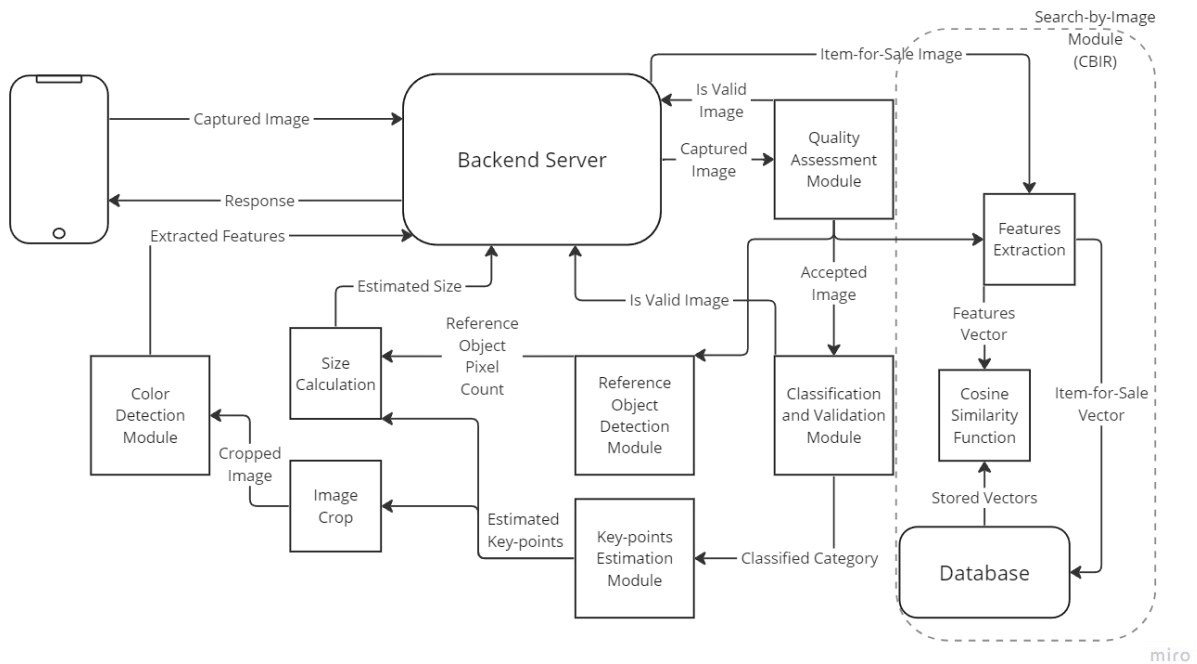 Search-by-Image
Module
(CBIR)
Item-for-Sale Image
Is Valid
Image
Captured Image
Backend Server
Captured
Image
Quality
Assessment
Module
Response
Extracted Features
Features
Extraction
Estimated Size
Accepted
Image
Is Valid Image
Features
Vector
Reference
Object
Pixel
Count
Size
Calculation
Color
Detection
Module
Reference
Object
Detection
Module
Classification
and Validation
Module
Cosine
Similarity
Function
Item-for-Sale
Vector
Cropped
Image
Image
Crop
Stored Vectors
Estimated
Key-points
Key-points
Estimation
Module
Classified Category
Database
miro